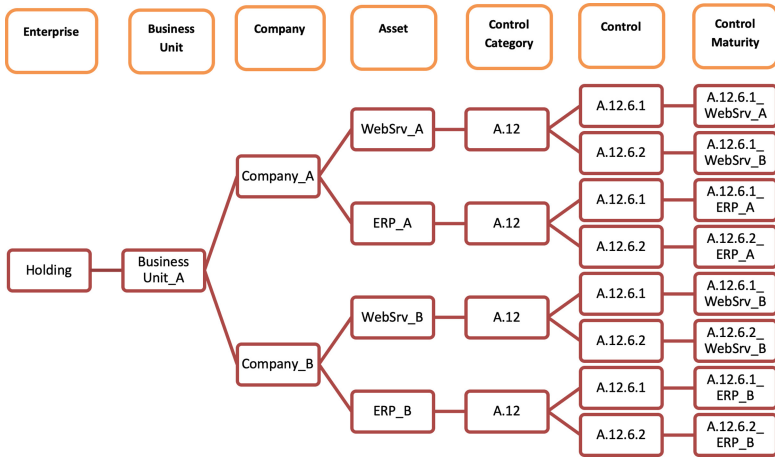 Enterprise
Business
Unit
Company
Asset
Control
Category
Control
Control
Maturity
Holding
Business
Unit_A
Company_A
WebSrv_A
A.12
A.12.6.1
A.12.6.1_
WebSrv_A
A.12.6.2
A.12.6.1_
WebSrv_B
ERP_A
A.12
A.12.6.1
A.12.6.1_
ERP_A
A.12.6.2
A.12.6.2_
ERP_A
Company_B
WebSrv_B
A.12
A.12.6.1
A.12.6.1_
WebSrv_B
A.12.6.2
A.12.6.2_
WebSrv_B
ERP_B
A.12
A.12.6.1
A.12.6.1_
ERP_B
A.12.6.2
A.12.6.2_
ERP_B